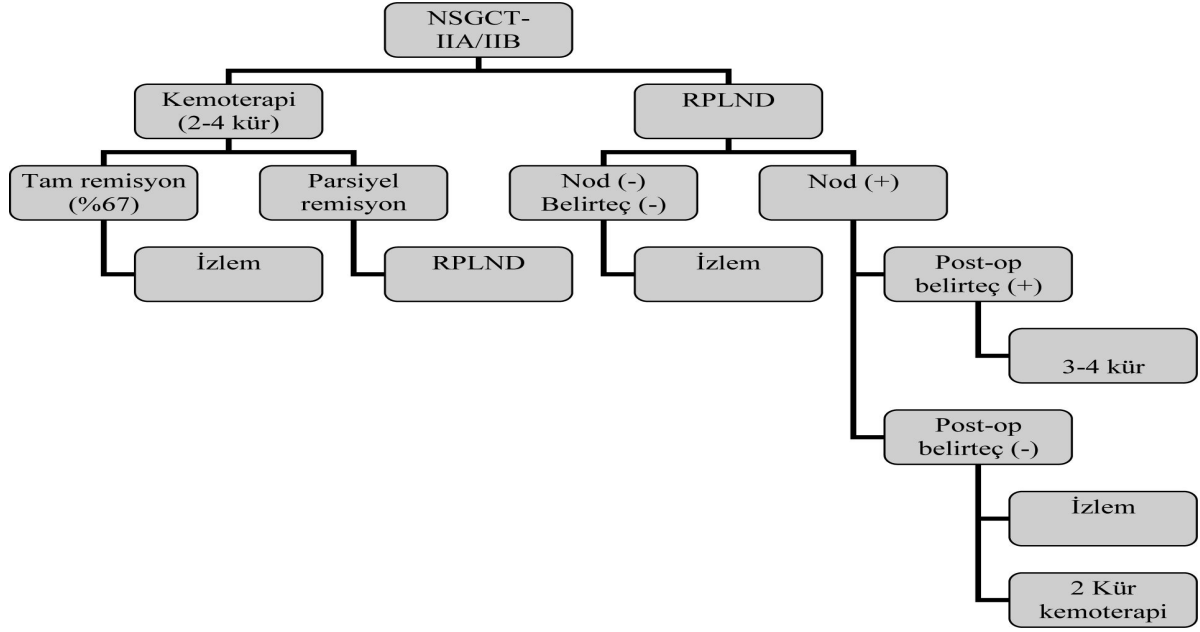 NSGCT-
IIA/IIB
Kemoterapi
(2-4 kür)
RPLND
Tam remisyon
(%67)
Parsiyel
remisyon
Nod (-)
Belirteç (-)
Nod (+)
İzlem
RPLND
İzlem
Post-op
belirteç (+)
3-4 kür
Post-op
belirteç (-)
İzlem
2 Kür
kemoterapi